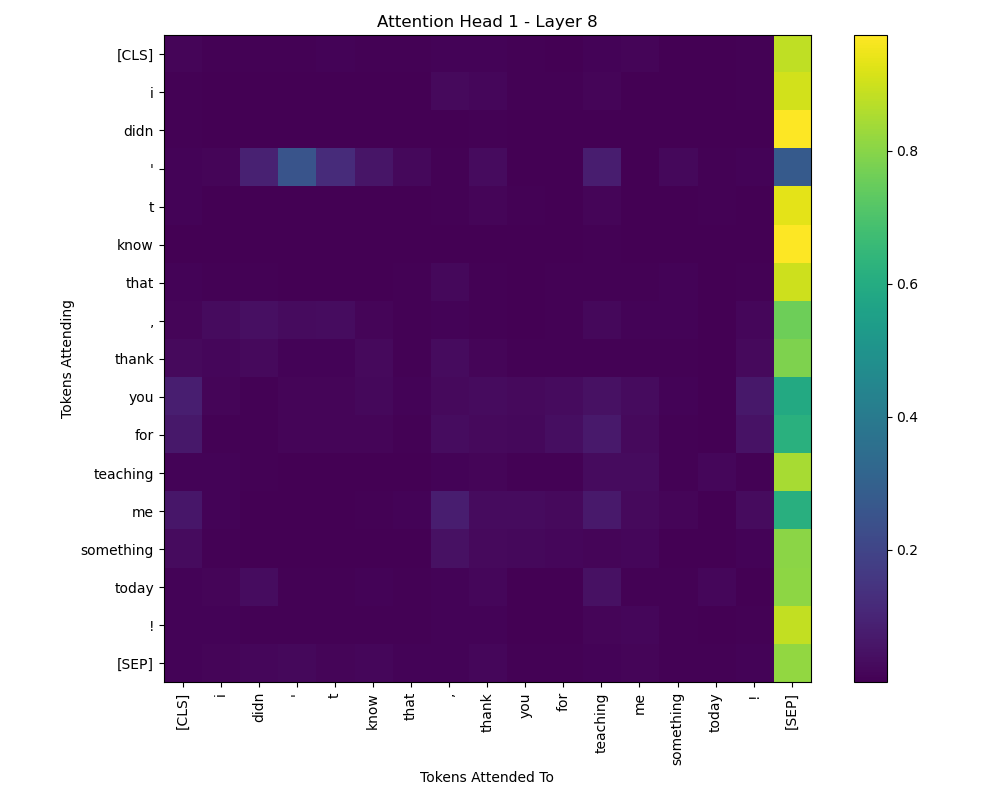 Attention Head 1 - Layer 8
Tokens Attending
[CLS]
i
didn
'
t
know
that
,
thank
you
for
teaching
me
something
today
!
[SEP]
[CLS]
i
didn
'
t
know
that
,
thank
you
for
teaching
me
something
today
!
[SEP]
Tokens Attended To
0.8
0.6
0.4
0.2